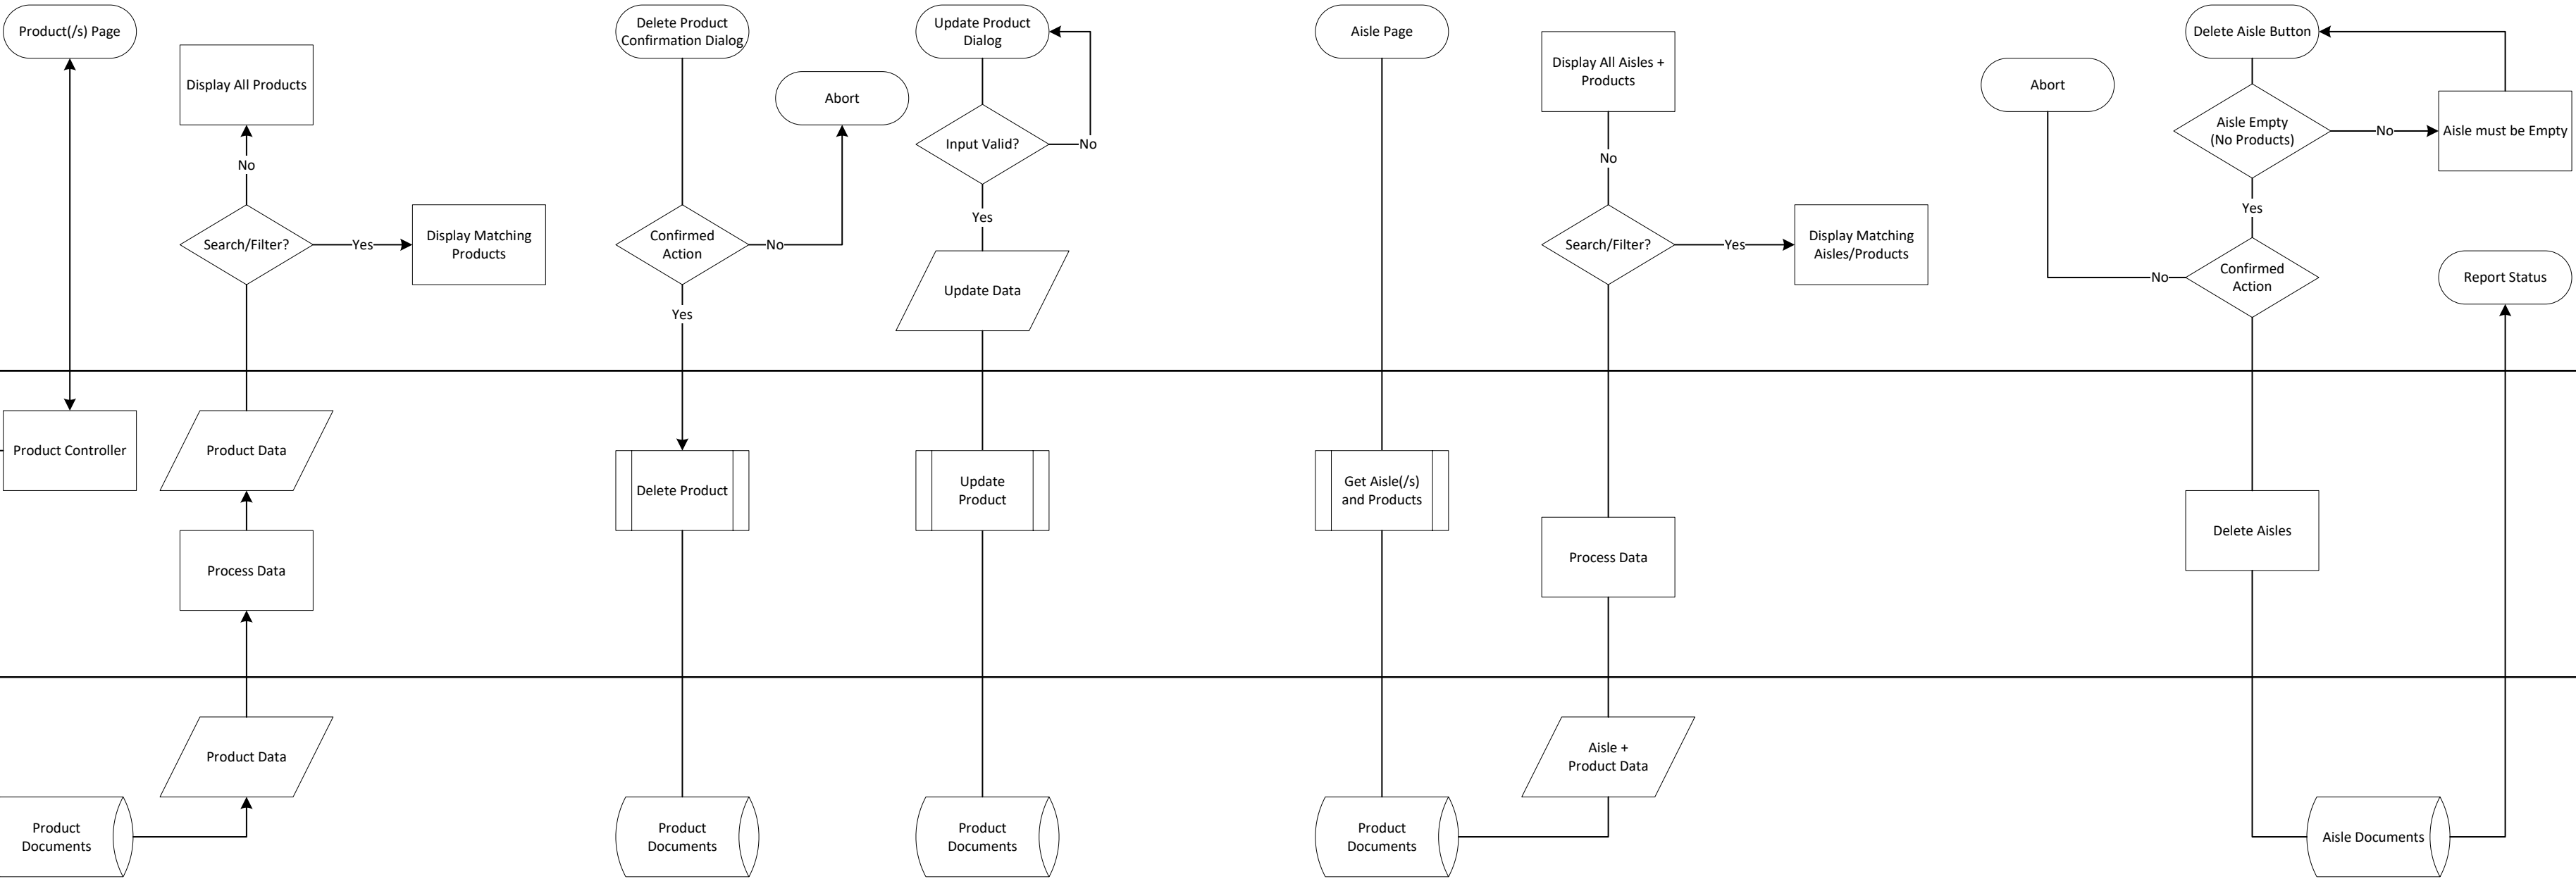 Product(/s) Page
Display All Products
No
Search/Filter?
Yes
Display Matching
Products
Product Controller
Product Data
Process Data
Product Data
Product
Documents
Delete Product
Confirmation Dialog
Abort
Confirmed
Action
No
Yes
Delete Product
Product
Documents
Update Product
Dialog
Input Valid?
No
Yes
Update Data
Update
Product
Product
Documents
Aisle Page
Get Aisle(/s)
and Products
Product
Documents
Display All Aisles +
Products
No
Search/Filter?
Yes
Display Matching
Aisles/Products
Process Data
Aisle +
Product Data
Abort
Delete Aisle Button
Aisle Empty
(No Products)
No
Aisle must be Empty
Yes
Confirmed
Action
No
Report Status
Delete Aisles
Aisle Documents